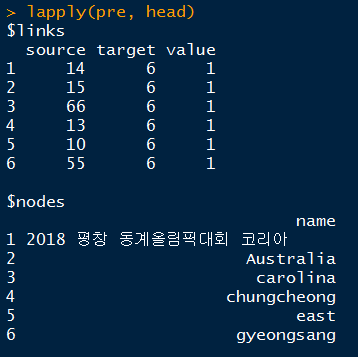 > lapply(pre, head)
$links
source target value
1 14 6 1
2 15 6 1
3 66 6 1
4 13 6 1
5 10 6 1
6 55 6 1
$nodes
name
1 2018 평창 동계올림픽대회 코리아
2 Australia
3 carolina
4 chungcheong
5 east
6 gyeongsang